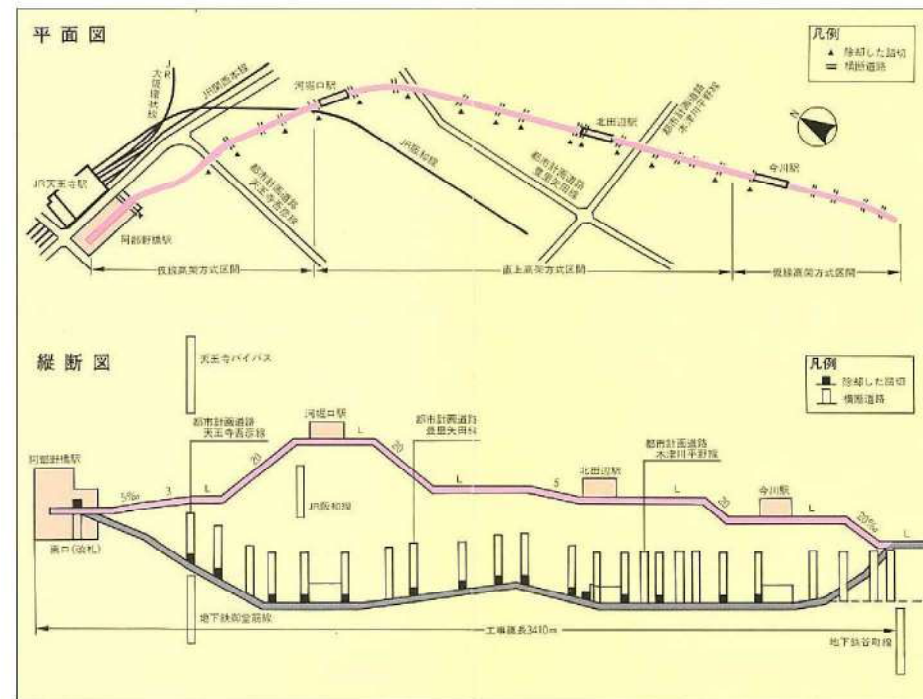 平面図
凡例
除却した踏切
横断道路
JR大阪環状線
JR関西本線
河堀口駅
北田辺駅
都市計画道路
木津川平野線
今川駅
N
JR天王寺駅
都市計画道路
天王寺吾彦線
JR阪和線
都市計画道路
豊里矢田線
阿部野橋駅
仮線高架方式区間
直上高架方式区間
仮線高架方式区間
縦断図
天王寺バイパス
凡例
除却した踏切
横断道路
都市計画道路
天王寺吾彦線
河堀口駅
都市計画道路
豊里矢田線
都市計画道路
木津川平野線
阿部野橋駅
北田辺駅
今川駅
5‰
3
L
20
L
20
L
5
L
20
L
20‰
L
JR阪和線
地下鉄御堂筋線
工事延長3410m
地下鉄谷町線